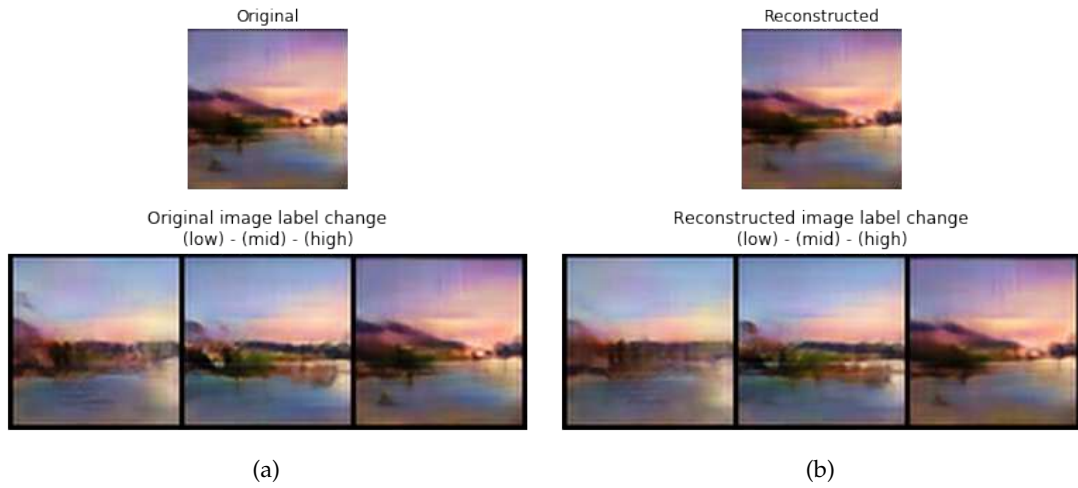 Original
Reconstructed
Original image label change
(low) - (mid) - (high)
Reconstructed image label change
(low) - (mid) - (high)
(a)
(b)